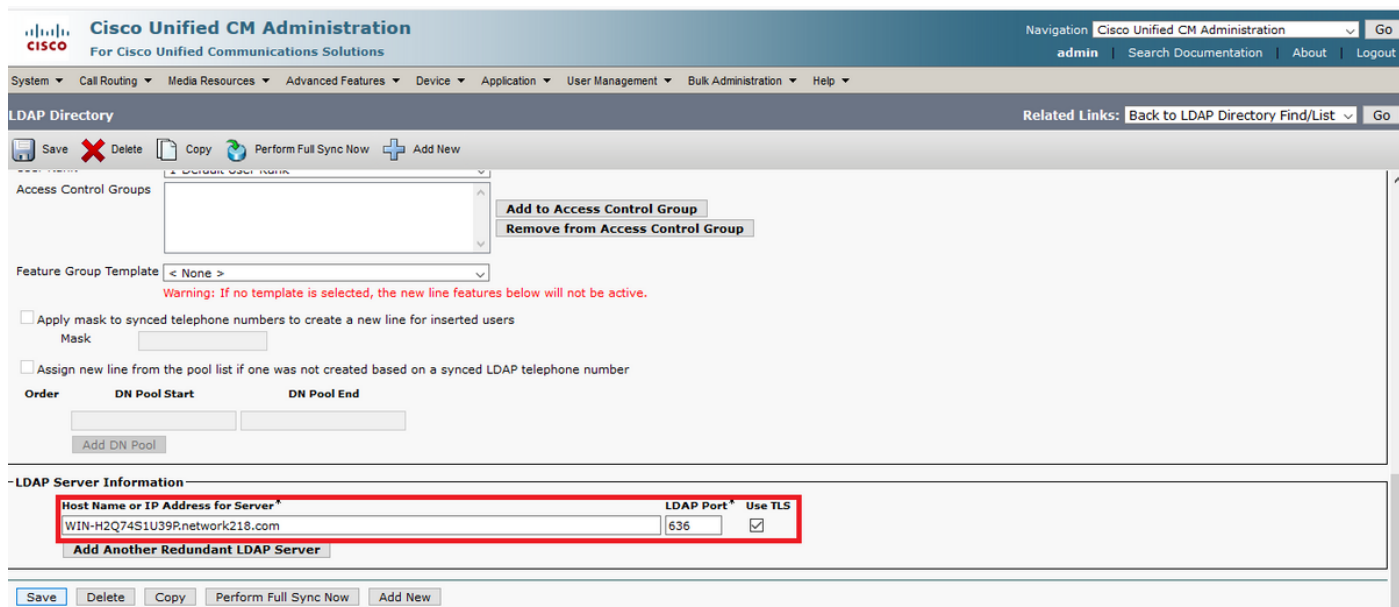 Cisco Unified CM Administration
Navigation Cisco Unified CM Administration Go
CISCO
For Cisco Unified Communications Solutions
admin | Search Documentation | About | Logout
System Call Routing Media Resources Advanced Features Device Application User Management Bulk Administration Help
LDAP Directory
Related Links: Back to LDAP Directory Find/List Go
Save Delete Copy Perform Full Sync Now Add New
1-Default User Rank
Access Control Groups
Add to Access Control Group
Remove from Access Control Group
Feature Group Template < None >
Warning: If no template is selected, the new line features below will not be active.
Apply mask to synced telephone numbers to create a new line for inserted users
Mask
Assign new line from the pool list if one was not created based on a synced LDAP telephone number
Order DN Pool Start DN Pool End
Add DN Pool
LDAP Server Information
Host Name or IP Address for Server* LDAP Port* Use TLS
WIN-H2Q74S1U39P.network218.com 636
Add Another Redundant LDAP Server
Save Delete Copy Perform Full Sync Now Add New